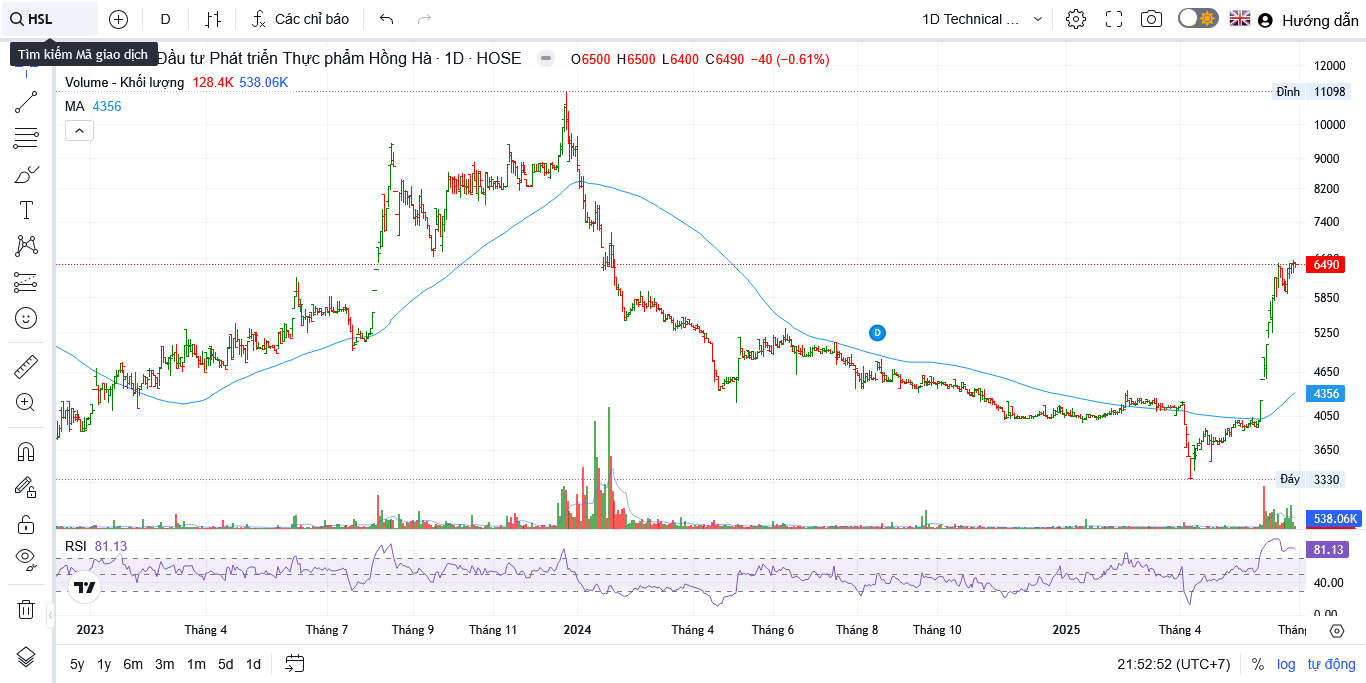 HSL
D
Các chỉ báo
1D Technical ...
Hướng dẫn
Tìm kiếm Mã giao dịch
Đầu tư Phát triển Thực phẩm Hồng Hà · 1D · HOSE
O6500 H6500 L6400 C6490 −40 (−0.61%)
Volume - Khối lượng 128.4K 538.06K
MA 4356
12000
Đỉnh 11098
10000
9000
8200
7400
6490
5850
5250
4650
4356
4050
3650
Đáy 3330
538.06K
D
RSI 81.13
81.13
40.00
0.00
2023 Tháng 4 Tháng 7 Tháng 9 Tháng 11 2024 Tháng 4 Tháng 6 Tháng 8 Tháng 10 2025 Tháng 4 Thán
5y 1y 6m 3m 1m 5d 1d
21:52:52 (UTC+7) % log tự động